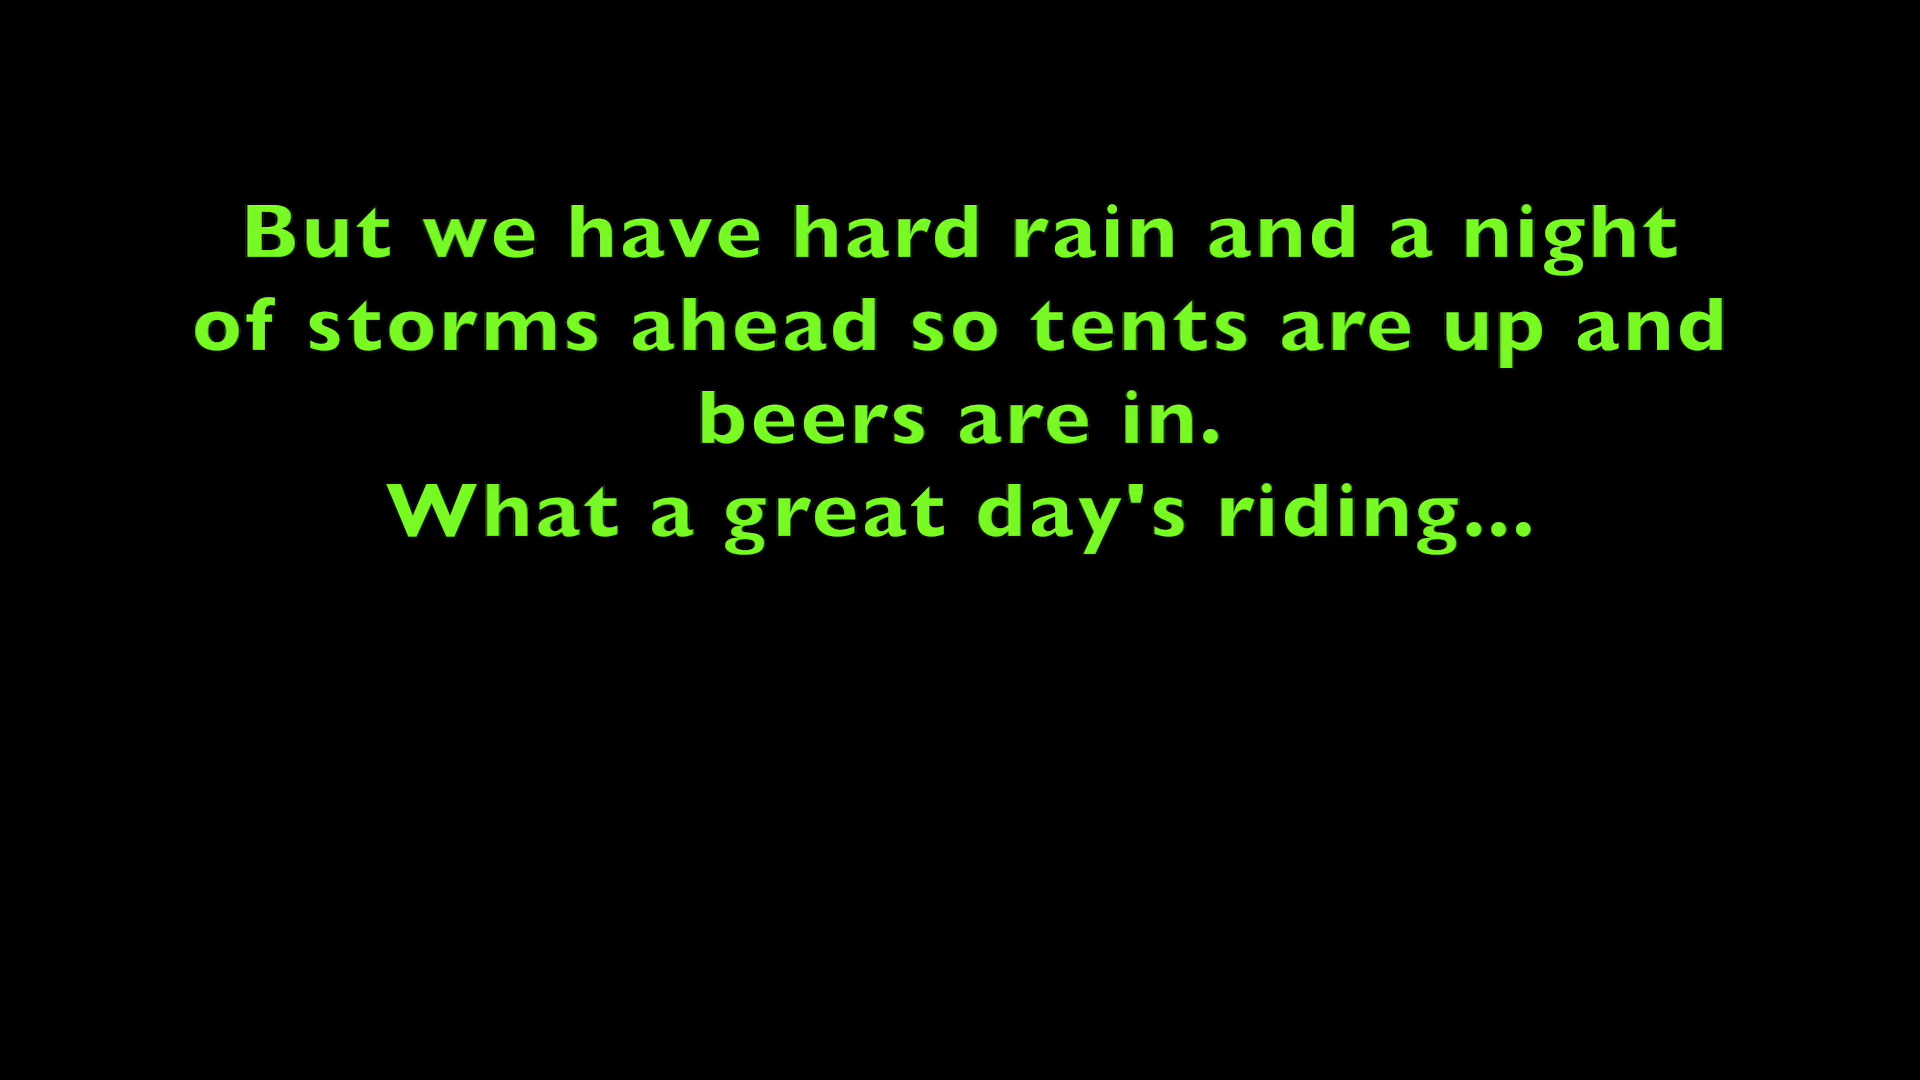 But we have hard rain and a night
of storms ahead so tents are up and
beers are in.
What a great day's riding...